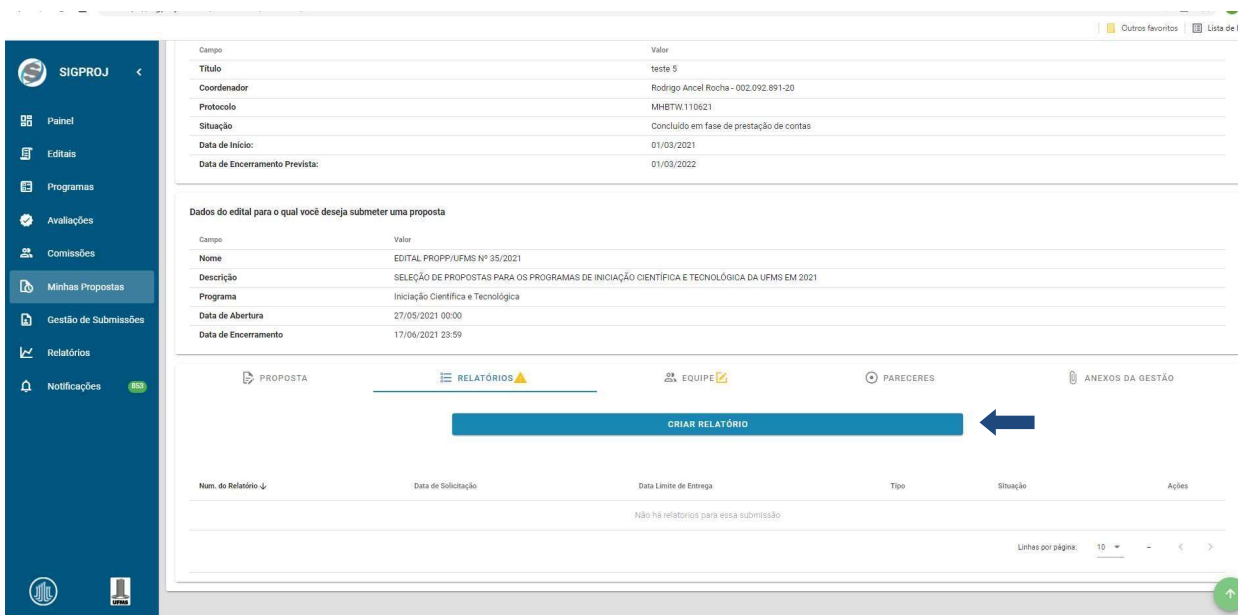 Outros favoritos
Lista de
SIGPROJ
Painel
Editais
Programas
Avaliações
Comissões
Minhas Propostas
Gestão de Submissões
Relatórios
Notificações 853
UFMS
Campo Valor
Título teste 5
Coordenador Rodrigo Ancel Rocha - 002.092.891-20
Protocolo MHBTW.110621
Situação Concluído em fase de prestação de contas
Data de Início: 01/03/2021
Data de Encerramento Prevista: 01/03/2022
Dados do edital para o qual você deseja submeter uma proposta
Campo Valor
Nome EDITAL PROPP/UFMS Nº 35/2021
Descrição SELEÇÃO DE PROPOSTAS PARA OS PROGRAMAS DE INICIAÇÃO CIENTÍFICA E TECNOLÓGICA DA UFMS EM 2021
Programa Iniciação Científica e Tecnológica
Data de Abertura 27/05/2021 00:00
Data de Encerramento 17/06/2021 23:59
PROPOSTA RELATÓRIOS EQUIPE PARECERES ANEXOS DA GESTÃO
CRIAR RELATÓRIO
Num. do Relatório Data de Solicitação Data Limite de Entrega Tipo Situação Ações
Não há relatorios para essa submissão
Linhas por página: 10 –